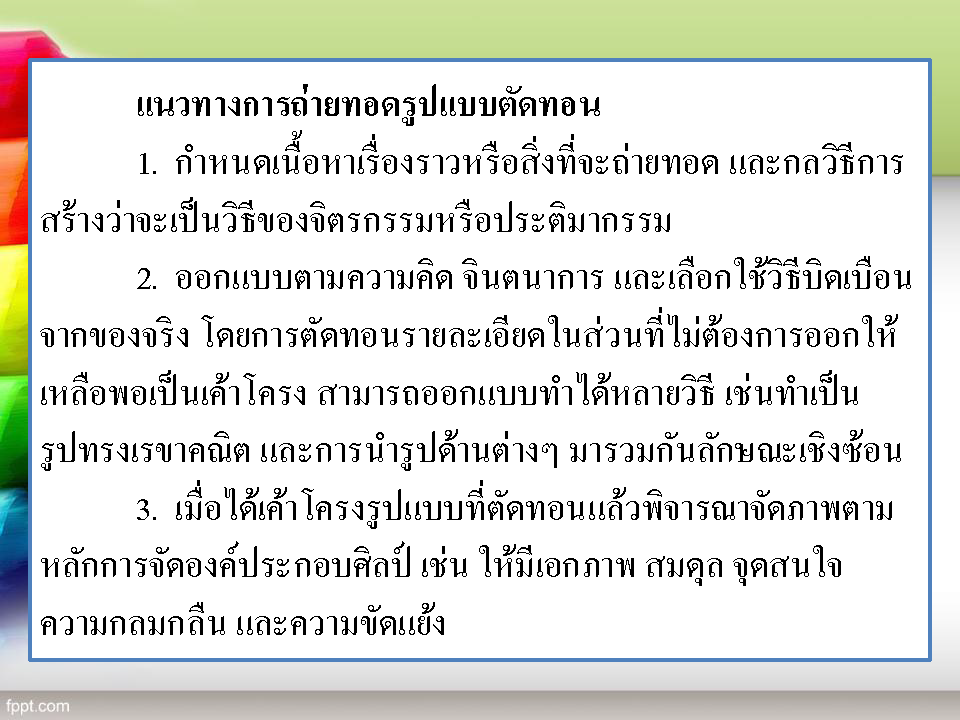 แนวทางการถ่ายทอดรูปแบบตัดทอน
1. กำหนดเนื้อหาเรื่องราวหรือสิ่งที่จะถ่ายทอด และกลวิธีการ
สร้างว่าจะเป็นวิธีของจิตรกรรมหรือประติมากรรม
2. ออกแบบตามความคิด จินตนาการ และเลือกใช้วิธีบิดเบือน
จากของจริง โดยการตัดทอนรายละเอียดในส่วนที่ไม่ต้องการออกให้
เหลือพอเป็นเค้าโครง สามารถออกแบบทำได้หลายวิธี เช่นทำเป็น
รูปทรงเรขาคณิต และการนำรูปด้านต่างๆ มารวมกันลักษณะเชิงซ้อน
3. เมื่อได้เค้าโครงรูปแบบที่ตัดทอนแล้วพิจารณาจัดภาพตาม
หลักการจัดองค์ประกอบศิลป์ เช่น ให้มีเอกภาพ สมดุล จุดสนใจ
ความกลมกลืน และความขัดแย้ง
fppt.com